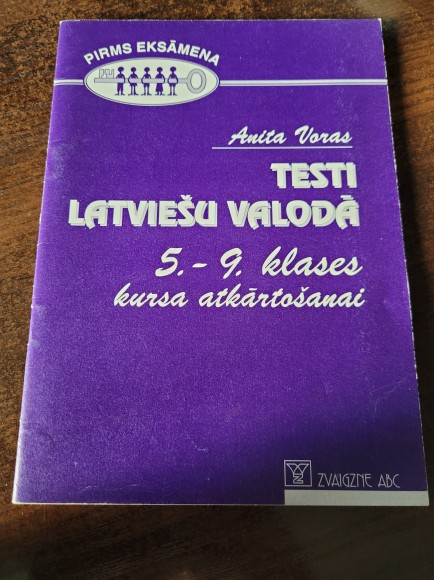 PIRMS EKSĀMENA
Anita Voras
TESTI
LATVIEŠU VALODĀ
5. - 9. klases
kursa atkārtošanai
ZVAIGZNE ABC